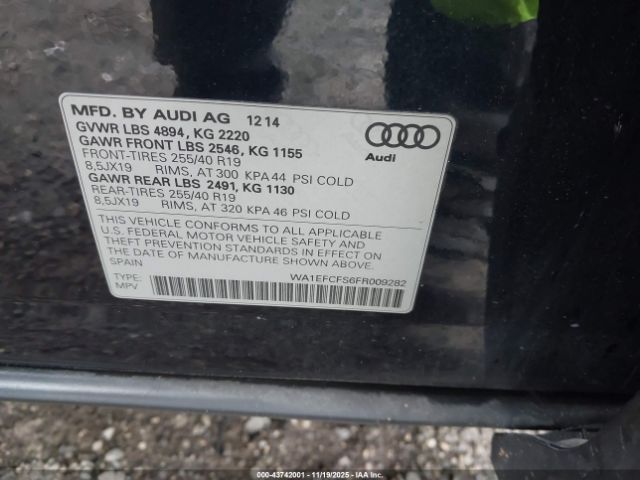 MFD. BY AUDI AG 12 14
GVWR LBS 4894, KG 2220
GAWR FRONT LBS 2546, KG 1155
FRONT-TIRES 255/40 R19
8,5JX19 RIMS, AT 300 KPA 44 PSI COLD
GAWR REAR LBS 2491, KG 1130
REAR-TIRES 255/40 R19
8,5JX19 RIMS, AT 320 KPA 46 PSI COLD
Audi
THIS VEHICLE CONFORMS TO ALL APPLICABLE
U.S. FEDERAL MOTOR VEHICLE SAFETY AND
THEFT PREVENTION STANDARDS IN EFFECT ON
THE DATE OF MANUFACTURE SHOWN ABOVE.
SPAIN
WA1EFCFS6FR009282
TYPE:
MPV
000-43742001 - 11/19/2025 - IAAI.COM